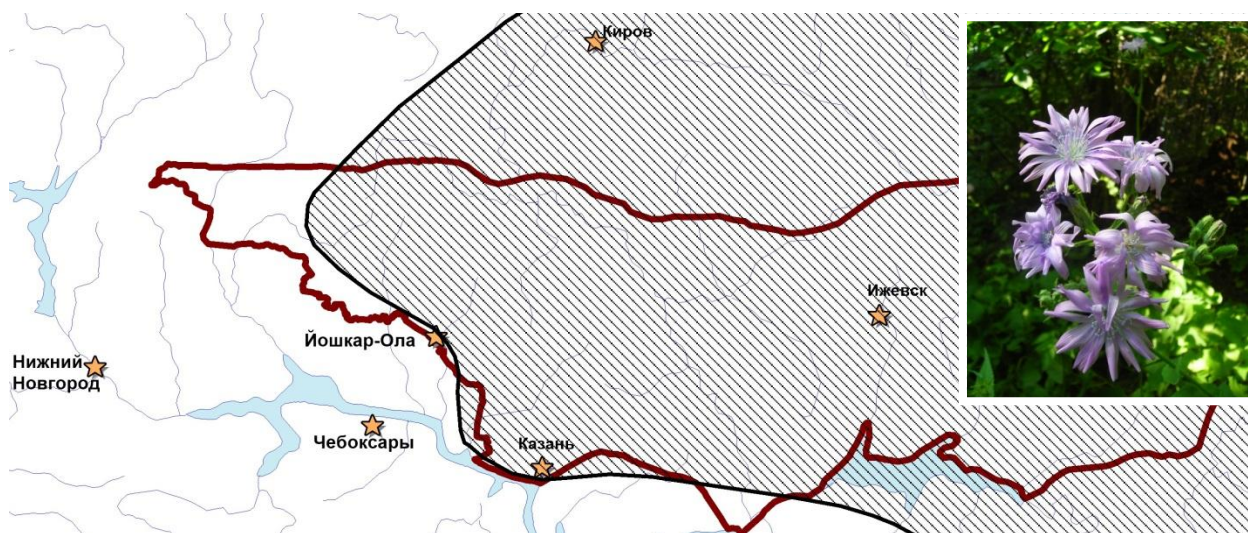 Киров
Ижевск
Йошкар-Ола
Нижний
Новгород
Чебоксары
Казань